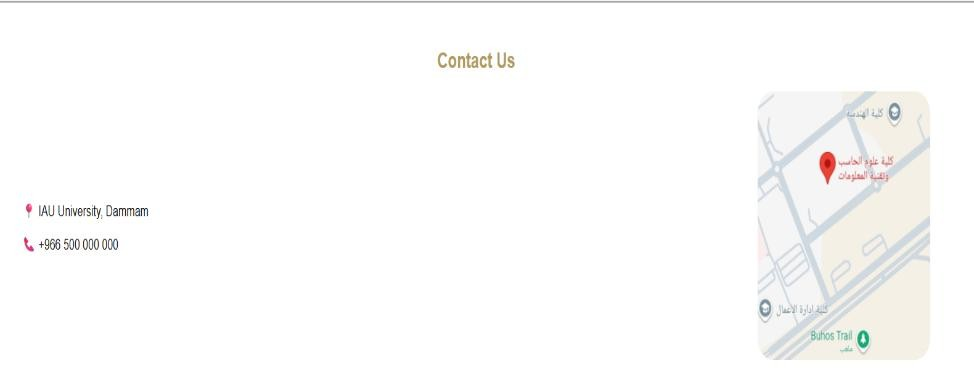 Contact Us
كلية الهندسة
كلية علوم الحاسب
وتقنية المعلومات
📍 IAU University, Dammam
📞 +966 500 000 000
كلية إدارة الأعمال
Buhos Trail
ملعب